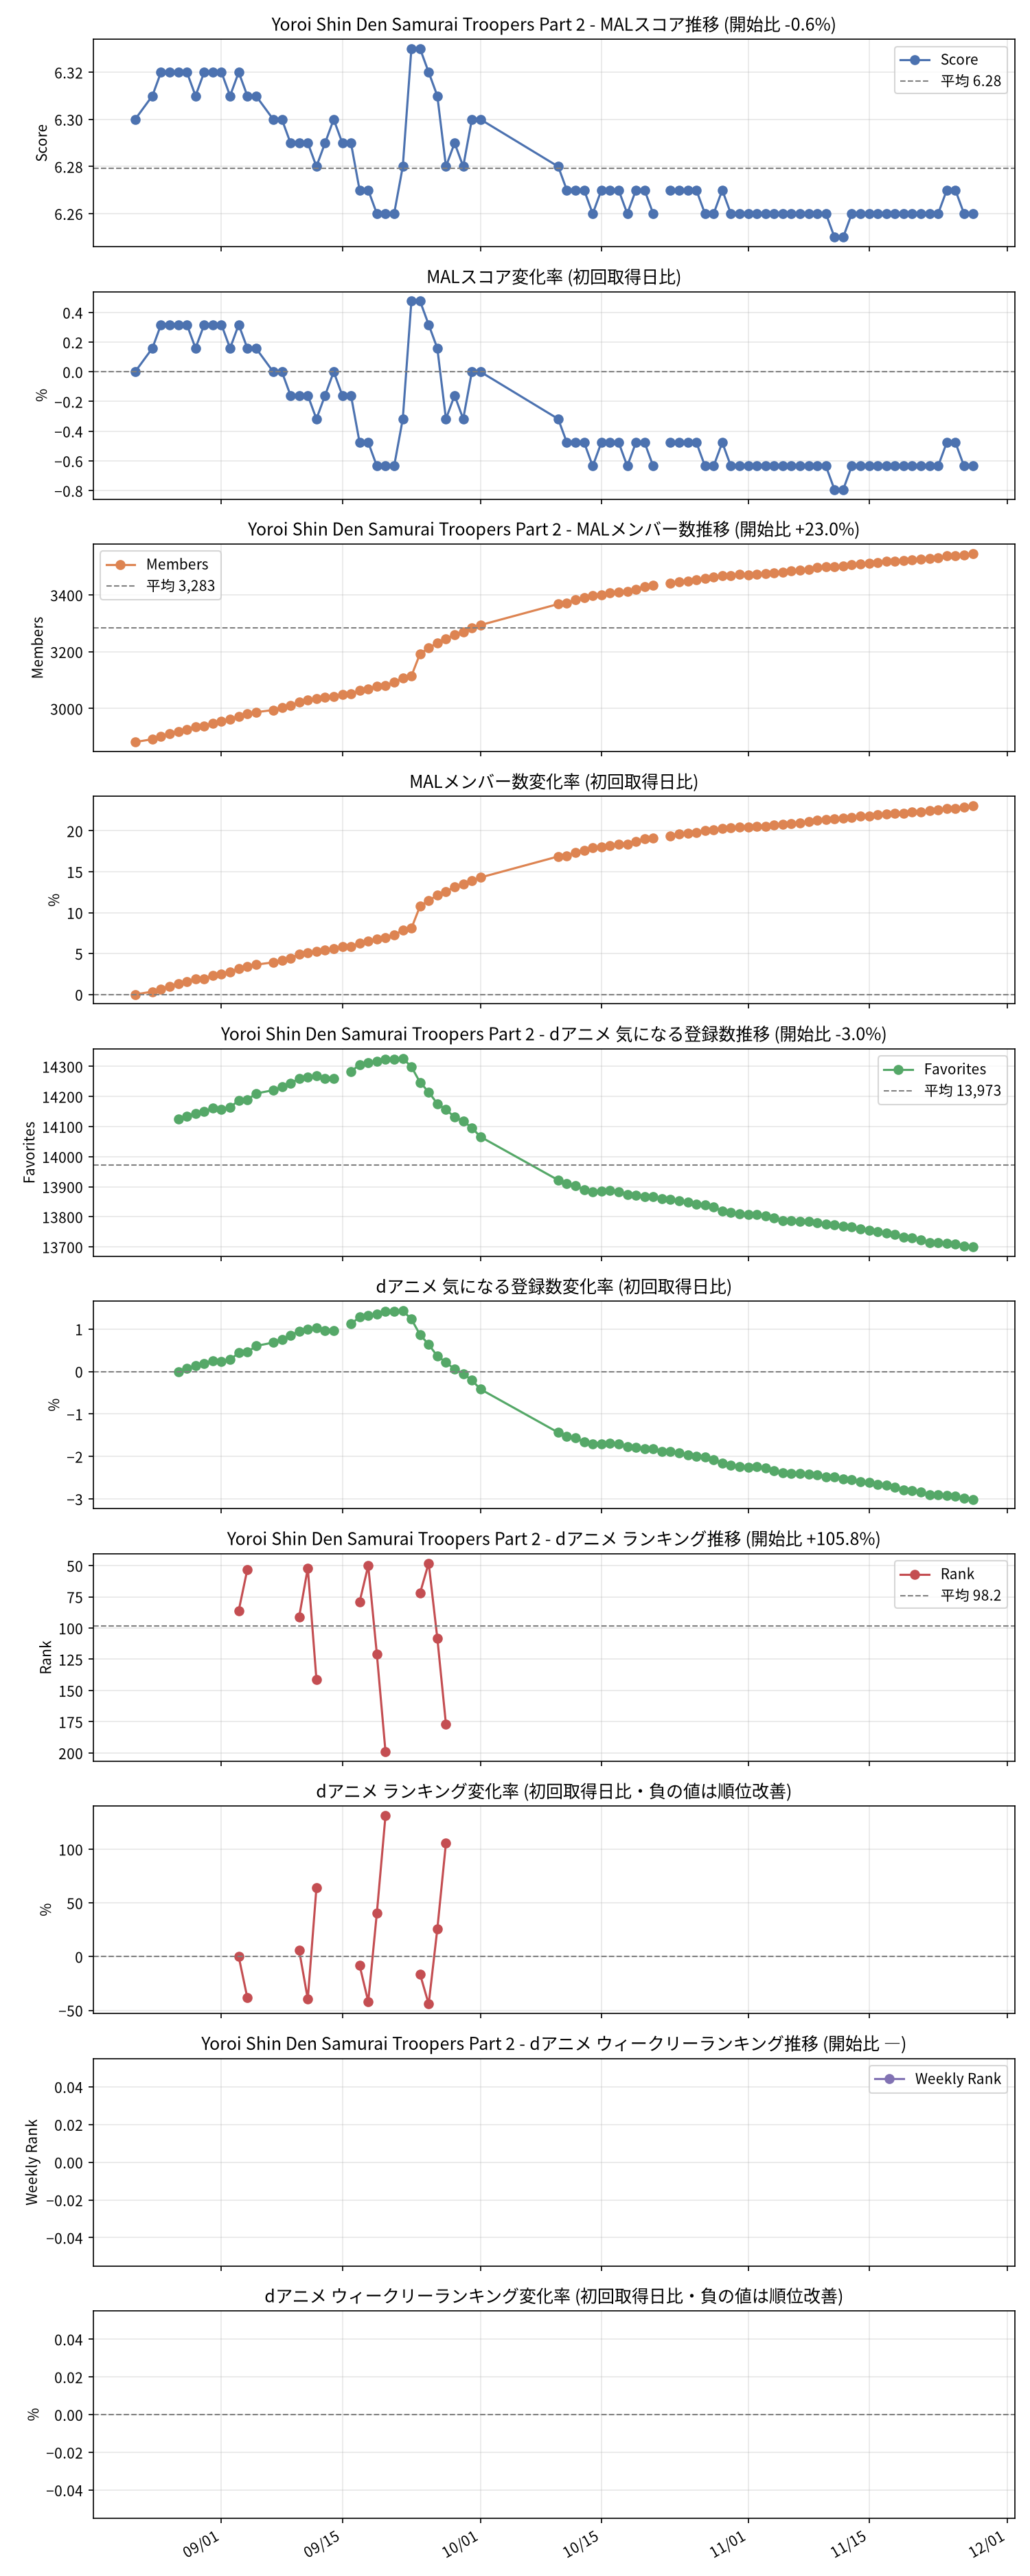 Yoroi Shin Den Samurai Troopers Part 2 - MALスコア推移 (開始比 -0.6%)
Score
平均 6.28
6.32
6.30
6.28
6.26
Score
MALスコア変化率 (初回取得日比)
0.4
0.2
0.0
−0.2
−0.4
−0.6
−0.8
%
Yoroi Shin Den Samurai Troopers Part 2 - MALメンバー数推移 (開始比 +23.0%)
Members
平均 3,283
3400
3200
3000
Members
MALメンバー数変化率 (初回取得日比)
20
15
10
5
0
%
Yoroi Shin Den Samurai Troopers Part 2 - dアニメ 気になる登録数推移 (開始比 -3.0%)
Favorites
平均 13,973
14300
14200
14100
14000
13900
13800
13700
Favorites
dアニメ 気になる登録数変化率 (初回取得日比)
1
0
−1
−2
−3
%
Yoroi Shin Den Samurai Troopers Part 2 - dアニメ ランキング推移 (開始比 +105.8%)
Rank
平均 98.2
50
75
100
125
150
175
200
Rank
dアニメ ランキング変化率 (初回取得日比・負の値は順位改善)
100
50
0
−50
%
Yoroi Shin Den Samurai Troopers Part 2 - dアニメ ウィークリーランキング推移 (開始比 —)
Weekly Rank
0.04
0.02
0.00
−0.02
−0.04
Weekly Rank
dアニメ ウィークリーランキング変化率 (初回取得日比・負の値は順位改善)
0.04
0.02
0.00
−0.02
−0.04
%
09/01
09/15
10/01
10/15
11/01
11/15
12/01